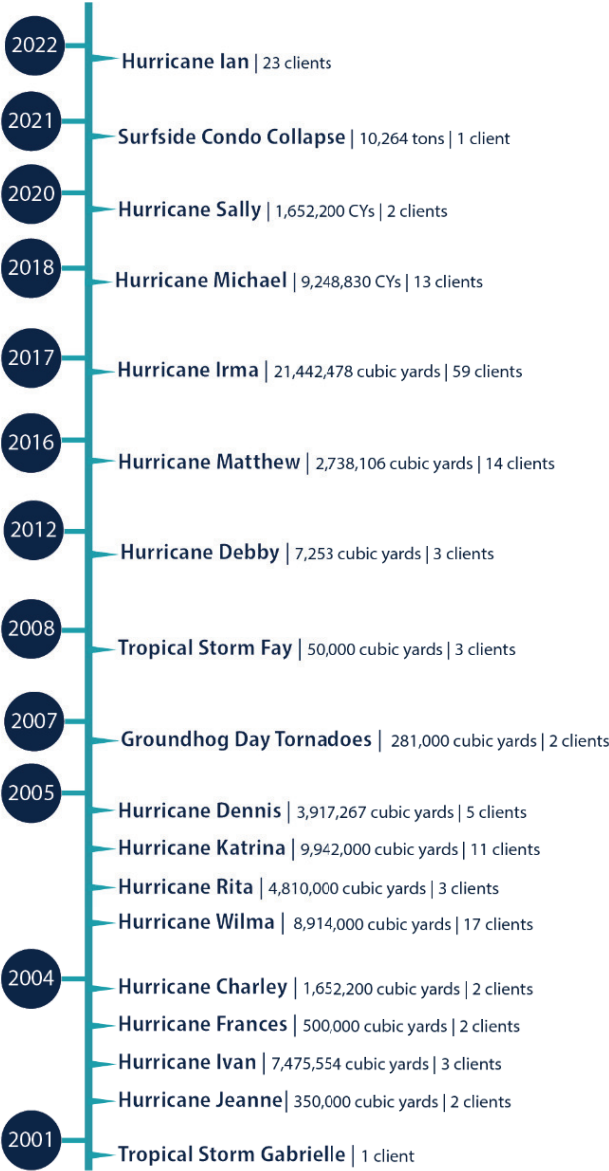 2022
Hurricane Ian | 23 clients
2021
Surfside Condo Collapse | 10,264 tons | 1 client
2020
Hurricane Sally | 1,652,200 CYs | 2 clients
2018
Hurricane Michael | 9,248,830 CYs | 13 clients
2017
Hurricane Irma | 21,442,478 cubic yards | 59 clients
2016
Hurricane Matthew | 2,738,106 cubic yards | 14 clients
2012
Hurricane Debby | 7,253 cubic yards | 3 clients
2008
Tropical Storm Fay | 50,000 cubic yards | 3 clients
2007
Groundhog Day Tornadoes | 281,000 cubic yards | 2 clients
2005
Hurricane Dennis | 3,917,267 cubic yards | 5 clients
Hurricane Katrina | 9,942,000 cubic yards | 11 clients
Hurricane Rita | 4,810,000 cubic yards | 3 clients
Hurricane Wilma | 8,914,000 cubic yards | 17 clients
2004
Hurricane Charley | 1,652,200 cubic yards | 2 clients
Hurricane Frances | 500,000 cubic yards | 2 clients
Hurricane Ivan | 7,475,554 cubic yards | 3 clients
Hurricane Jeanne| 350,000 cubic yards | 2 clients
2001
Tropical Storm Gabrielle | 1 client